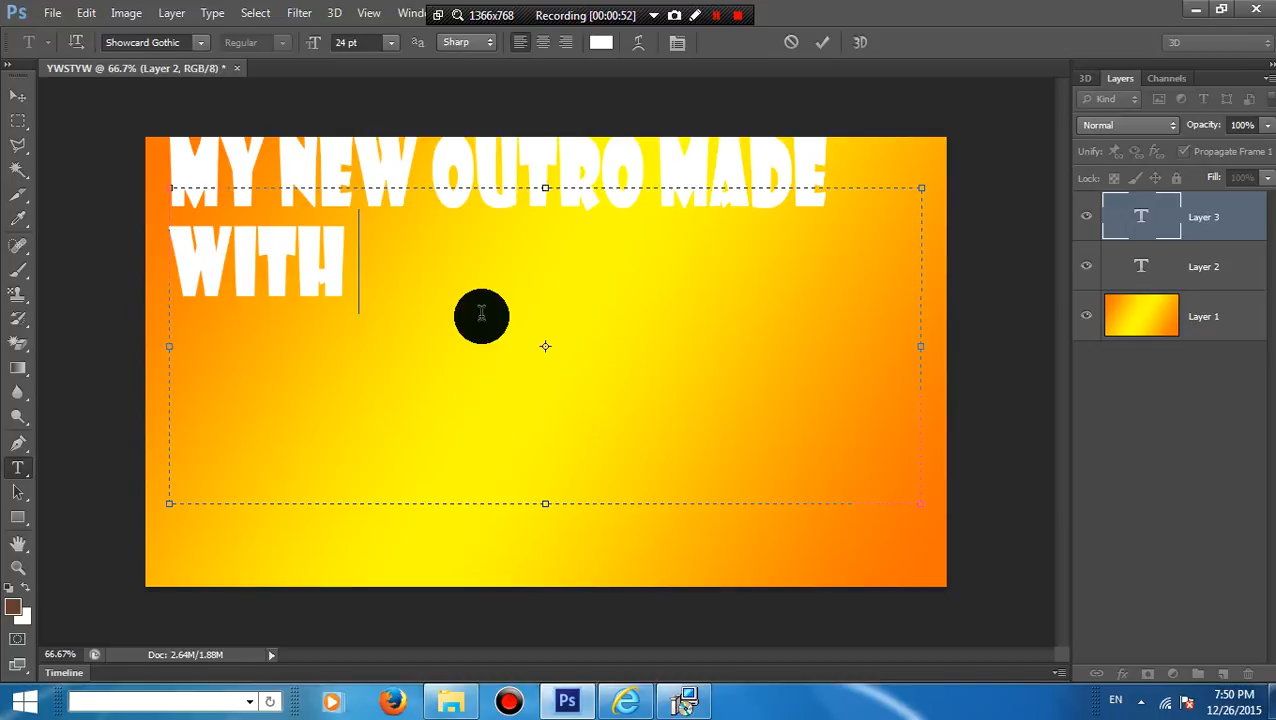 Ps File Edit Image Layer Type Select Filter 3D View Windo
1366x768 Recording [00:00:52]
T Showcard Gothic Regular 24 pt Sharp 3D 3D
YWSTYW @ 66.7% (Layer 2, RGB/8) * ×
3D Layers Channels
Kind
Normal Opacity: 100%
Unify: Propagate Frame 1
Lock: Fill: 100%
T Layer 3
T Layer 2
Layer 1
MY NEW OUTRO MADE
WITH
66.67% Doc: 2.64M/1.88M
Timeline
Ps EN 7:50 PM
12/26/2015